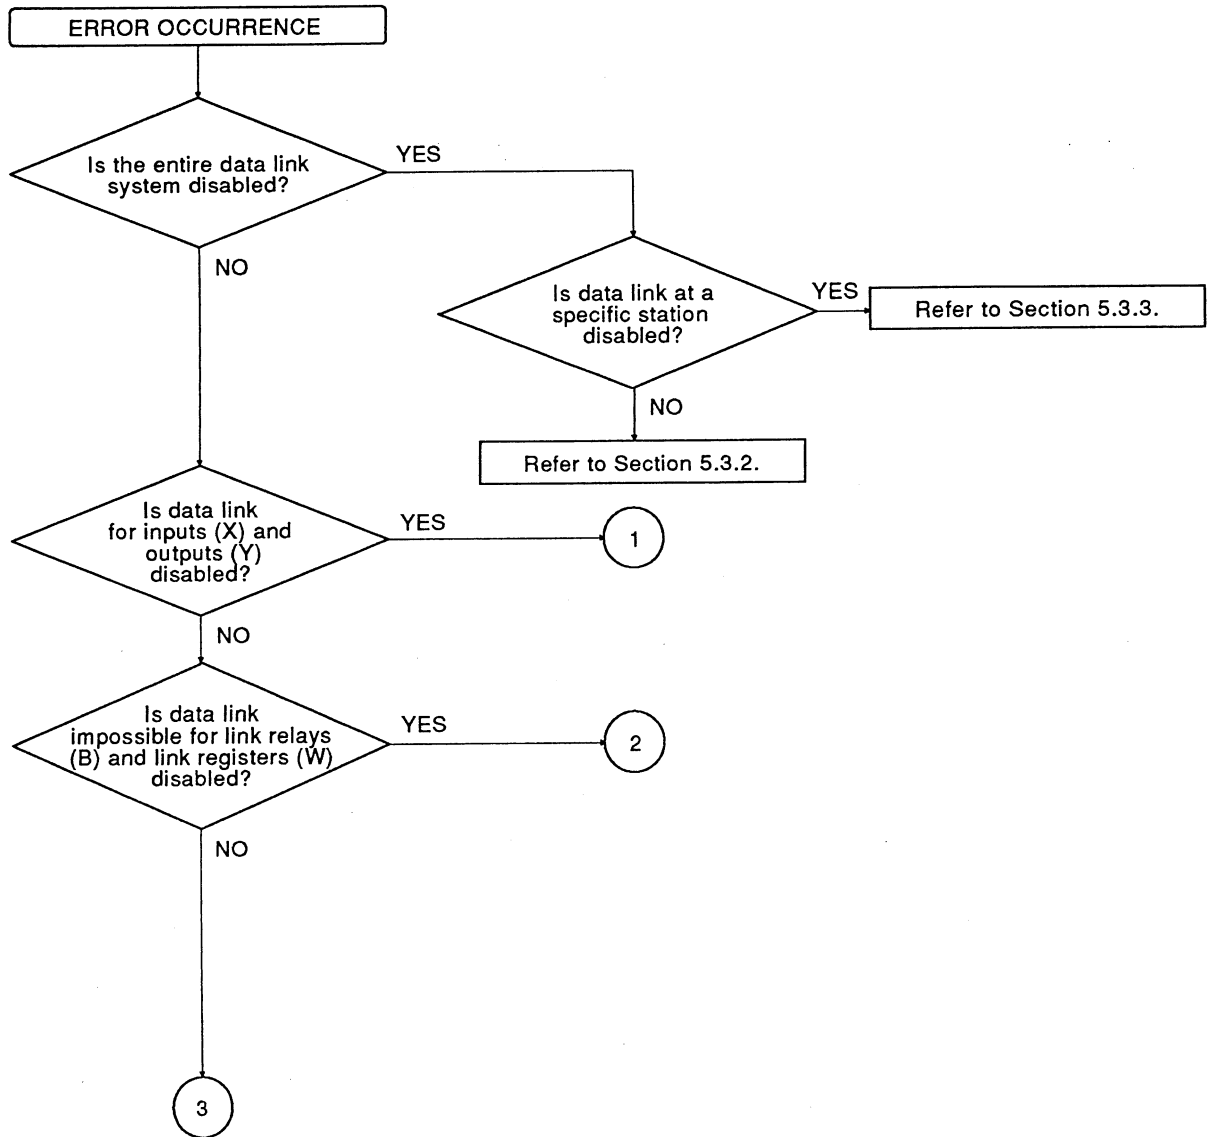 ERROR OCCURRENCE
Is the entire data link
system disabled?
YES
NO
Is data link at a
specific station
disabled?
YES
Refer to Section 5.3.3.
NO
Refer to Section 5.3.2.
Is data link
for inputs (X) and
outputs (Y)
disabled?
YES
1
NO
Is data link
impossible for link relays
(B) and link registers (W)
disabled?
YES
2
NO
3